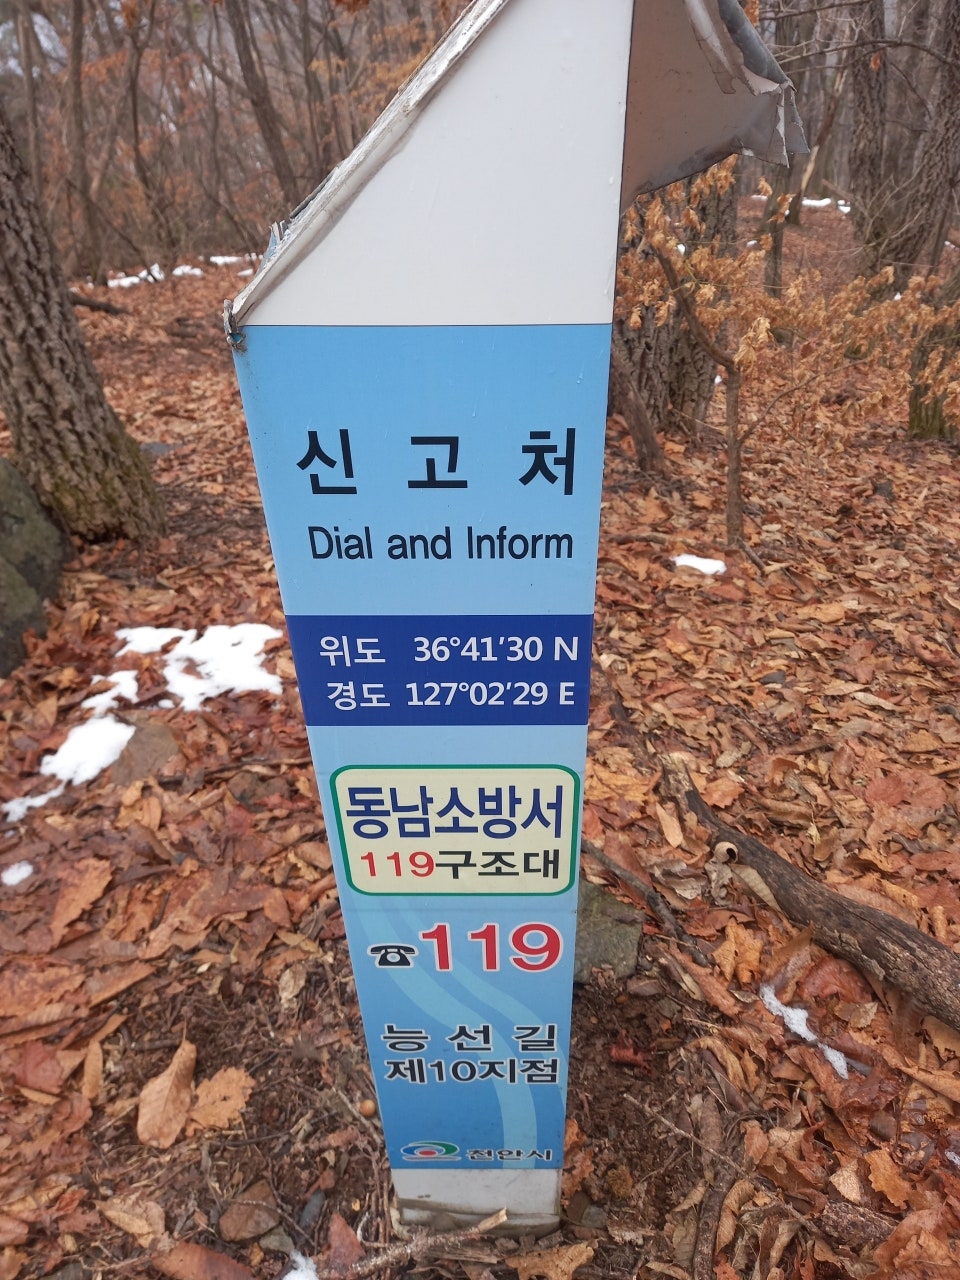 신 고 처
Dial and Inform
위도 36°41'30 N
경도 127°02'29 E
동남소방서
119구조대
☎119
능 선 길
제10지점
천안시